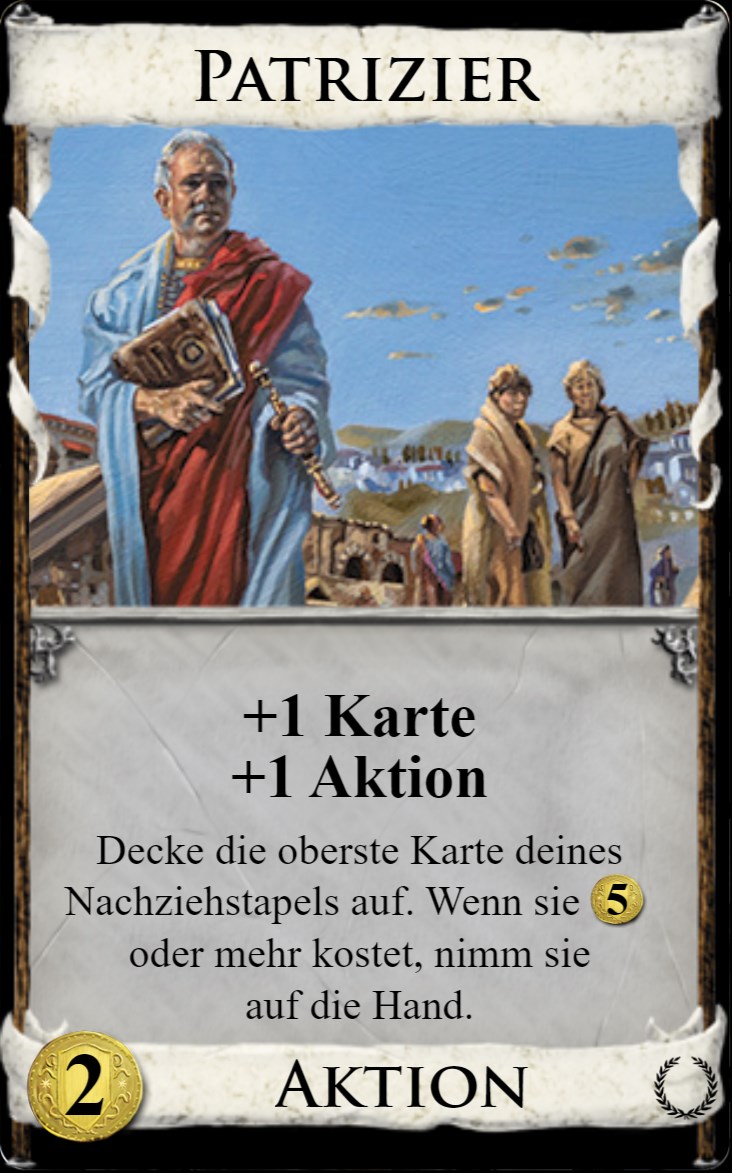 Patrizier
+1 Karte
+1 Aktion
Decke die oberste Karte deines
Nachziehstapels auf. Wenn sie 5
oder mehr kostet, nimm sie
auf die Hand.
2 Aktion